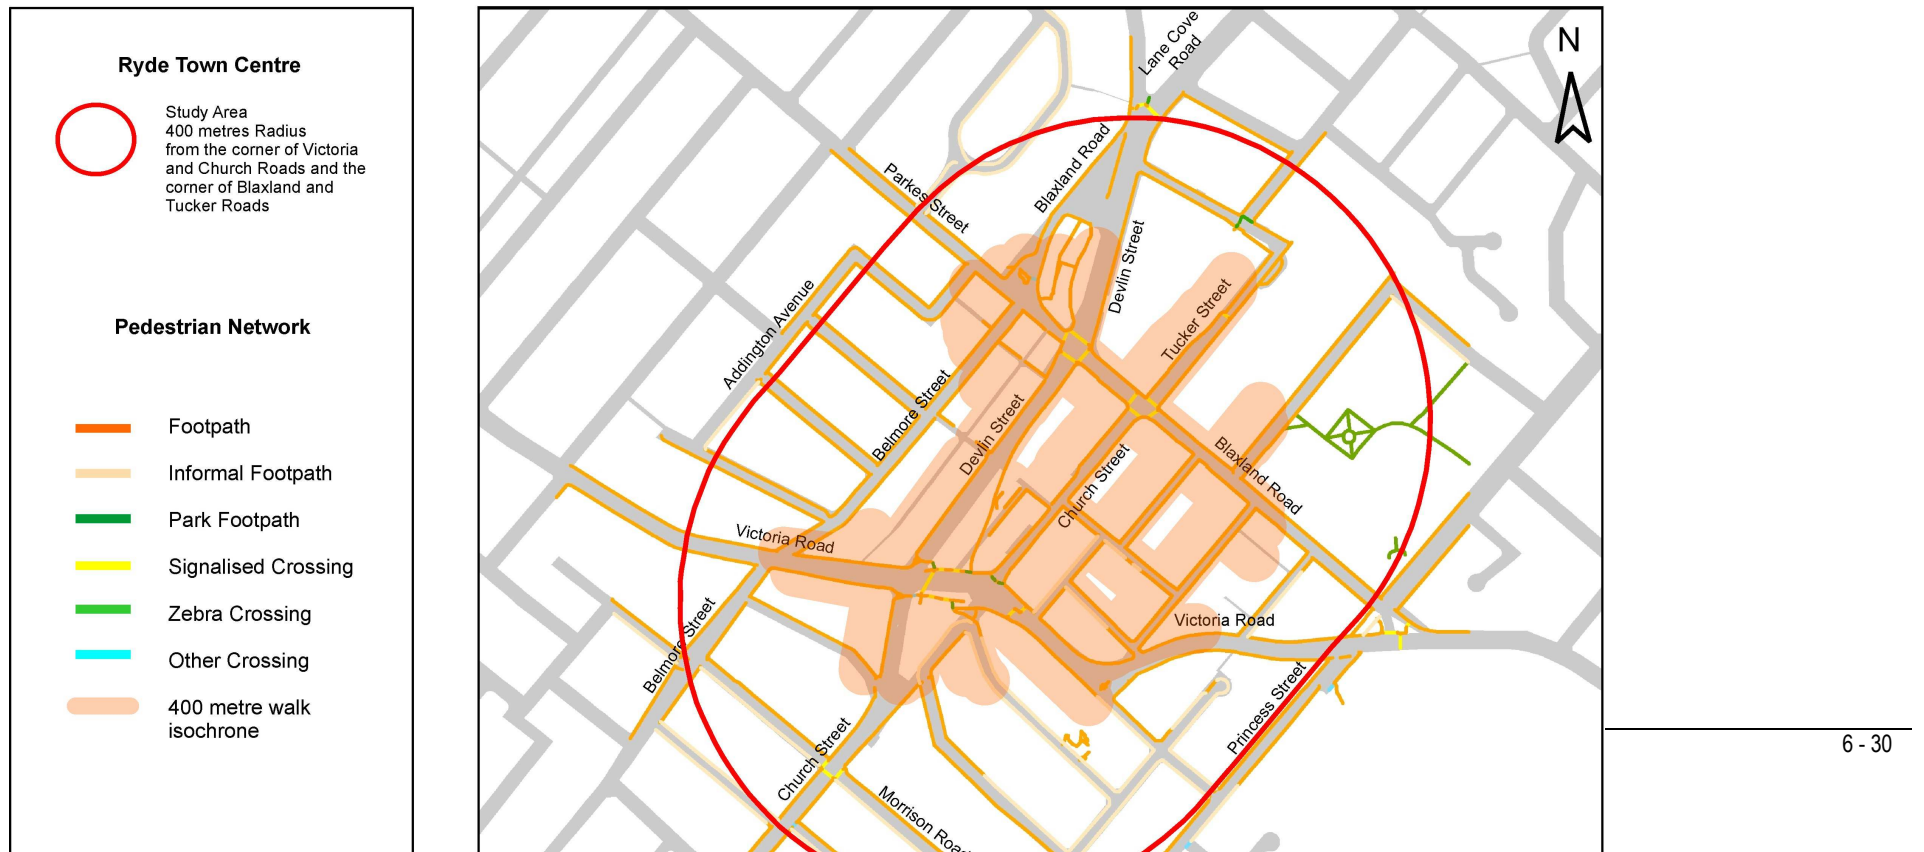 Ryde Town Centre
Study Area
400 metres Radius
from the corner of Victoria
and Church Roads and the
corner of Blaxland and
Tucker Roads
Pedestrian Network
Footpath
Informal Footpath
Park Footpath
Signalised Crossing
Zebra Crossing
Other Crossing
400 metre walk
isochrone
N
Lane Cove
Road
Blaxland Road
Parkes Street
Devlin Street
Addington Avenue
Tucker Street
Belmore Street
Devlin Street
Church Street
Blaxland Road
Victoria Road
Victoria Road
Belmore Street
Princess Street
Church Street
Morrison Road
6 - 30